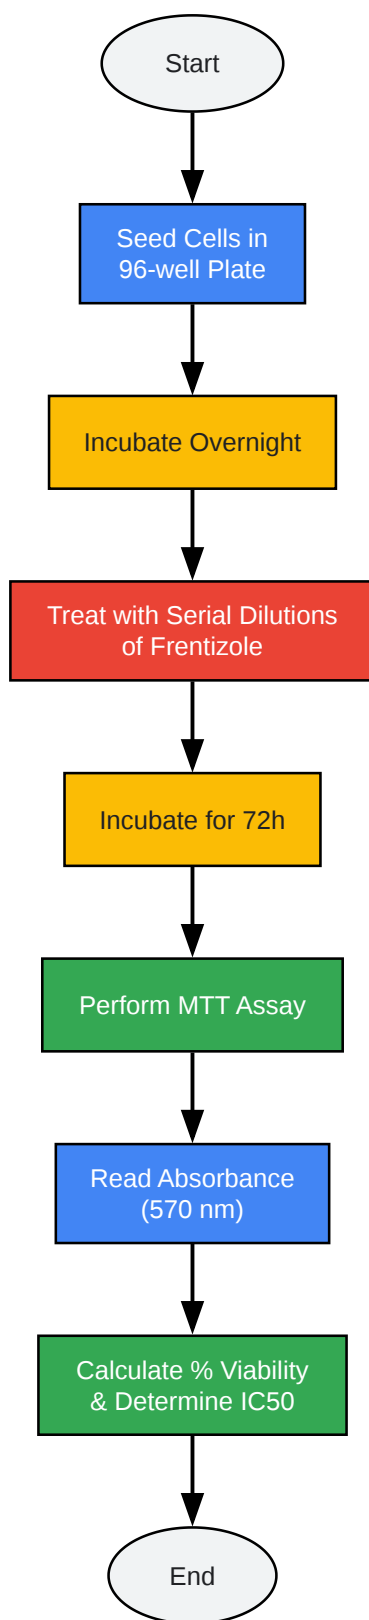 Start
Seed Cells in
96-well Plate
Incubate Overnight
Treat with Serial Dilutions
of Frentizole
Incubate for 72h
Perform MTT Assay
Read Absorbance
(570 nm)
Calculate % Viability
& Determine IC50
End